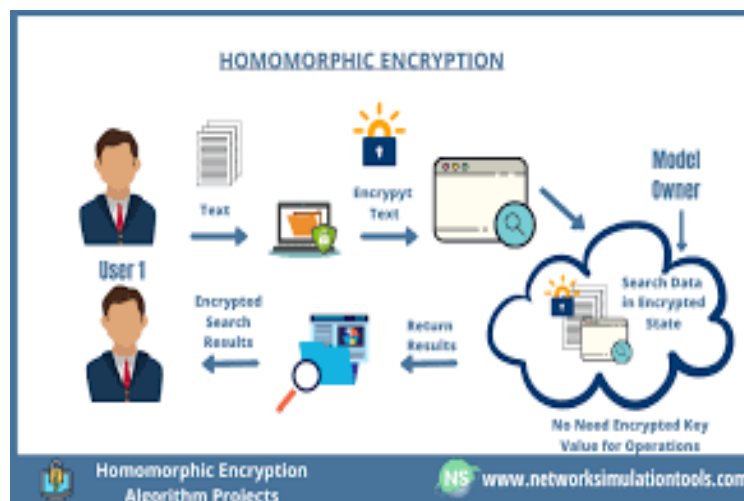 HOMOMORPHIC ENCRYPTION
Text
Encrypyt
Text
Model
Owner
User 1
Search Data
in Encrypted
State
Encrypted
Search
Results
Return
Results
No Need Encrypted Key
Value for Operations
Homomorphic Encryption
Algorithm Projects
NS
www.networksimulationtools.com